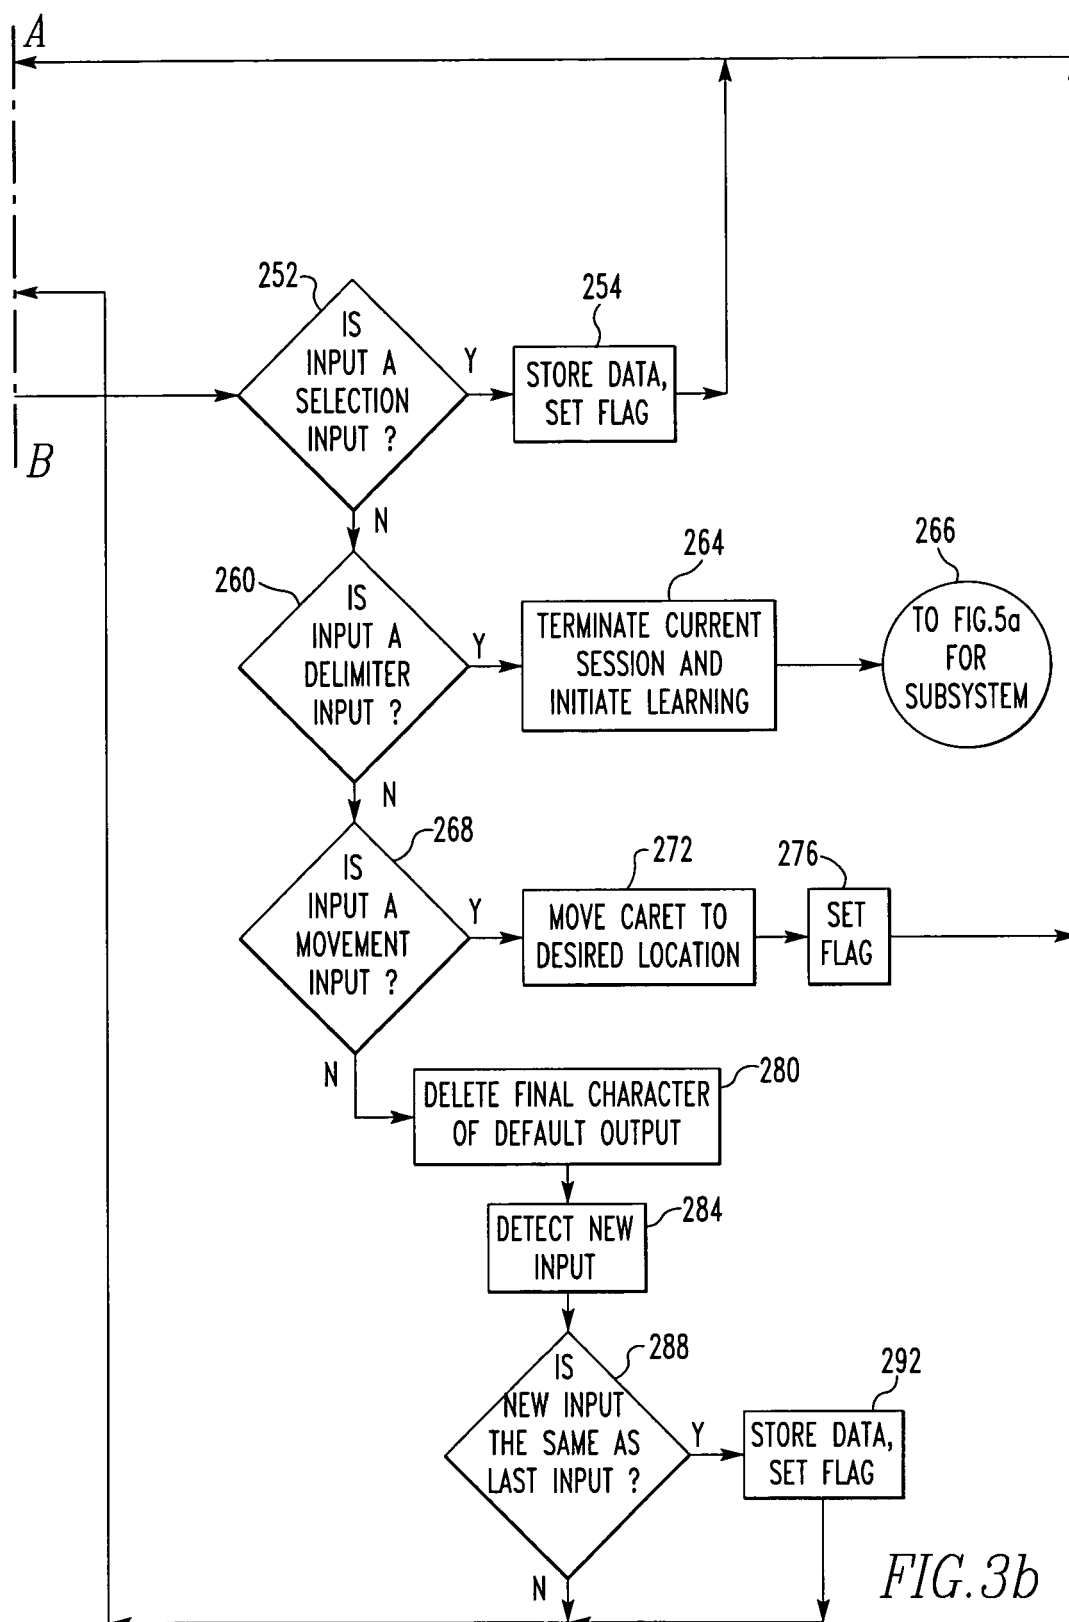 A
252
254
IS
INPUT A
SELECTION
INPUT ?
Y
STORE DATA,
SET FLAG
B
N
260
264
266
IS
INPUT A
DELIMITER
INPUT ?
Y
TERMINATE CURRENT
SESSION AND
INITIATE LEARNING
TO FIG.5a
FOR
SUBSYSTEM
N
268
272
276
IS
INPUT A
MOVEMENT
INPUT ?
Y
MOVE CARET TO
DESIRED LOCATION
SET
FLAG
N
280
DELETE FINAL CHARACTER
OF DEFAULT OUTPUT
284
DETECT NEW
INPUT
288
292
IS
NEW INPUT
THE SAME AS
LAST INPUT ?
Y
STORE DATA,
SET FLAG
N
FIG.3b